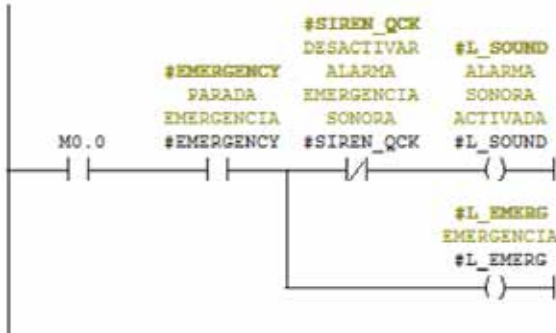 #SIREN_QCK
DESACTIVAR #L_SOUND
#EMERGENCY ALARMA ALARMA
PARADA EMERGENCIA SONORA
EMERGENCIA SONORA ACTIVADA
M0.0 #EMERGENCY #SIREN_QCK #L_SOUND
#L_EMERG
EMERGENCIA
#L_EMERG